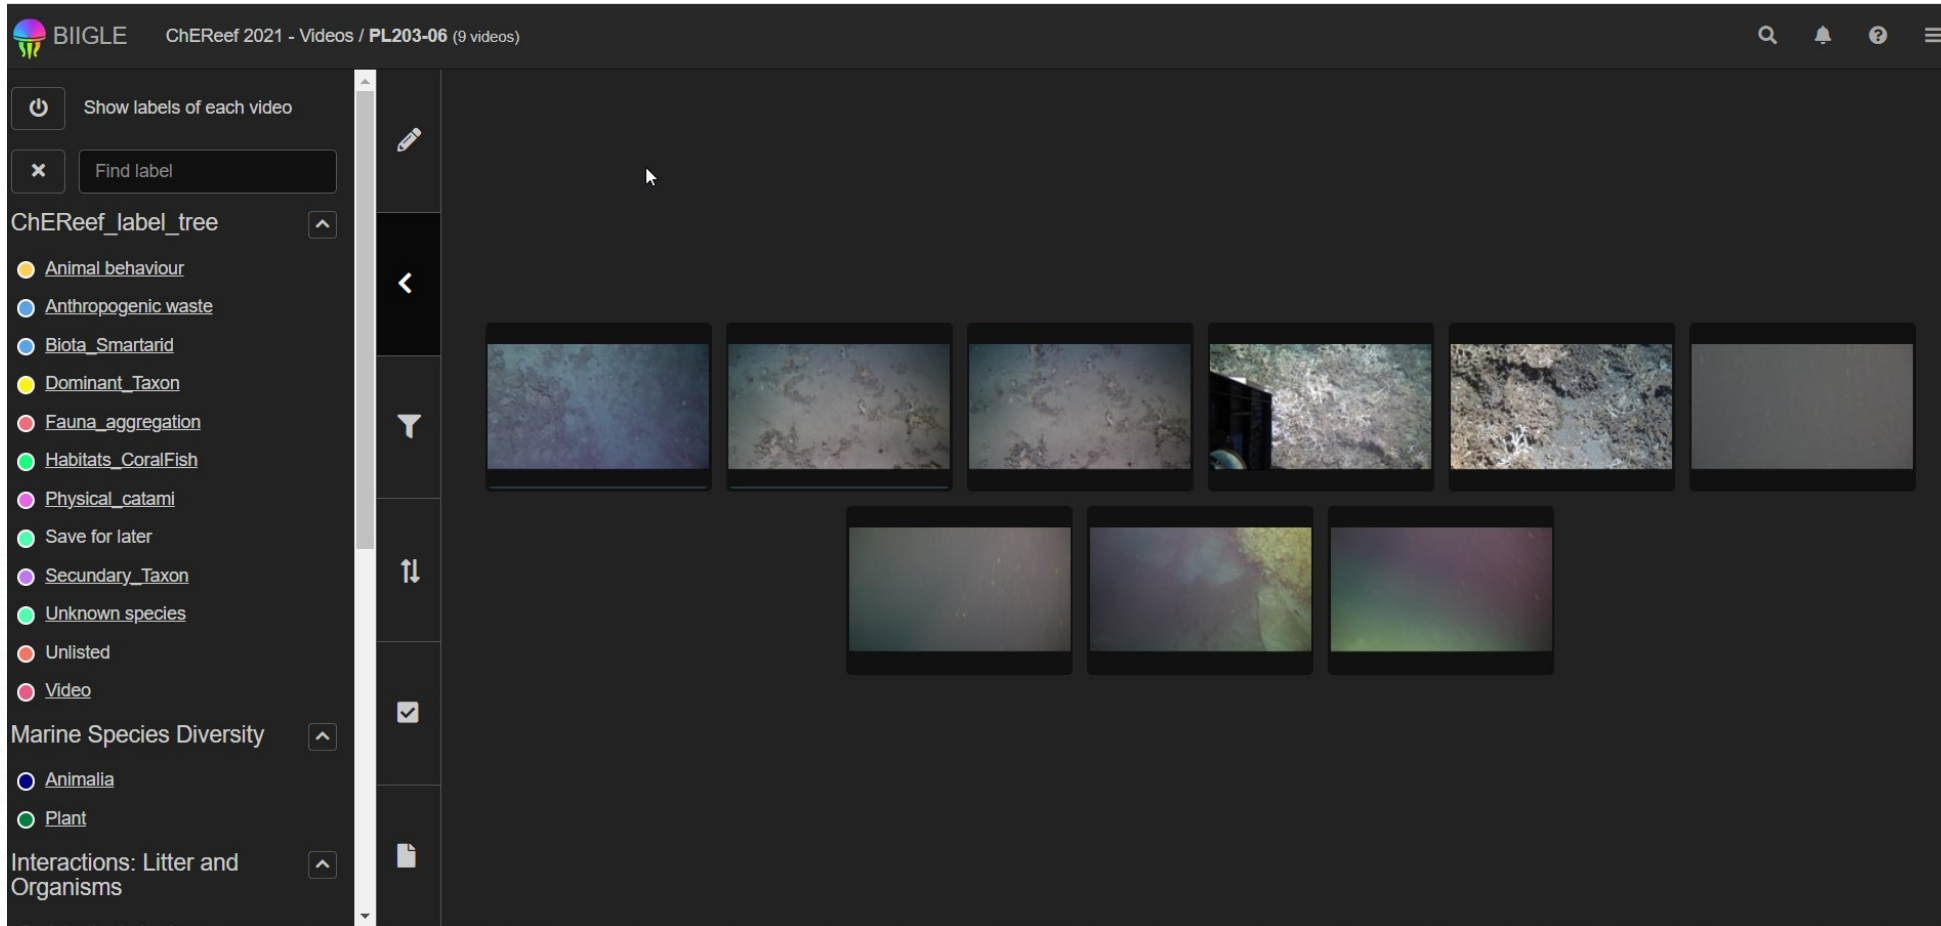 BIIGLE
ChEReef 2021 - Videos / PL203-06 (9 videos)
Show labels of each video
Find label
ChEReef_label_tree
Animal behaviour
Anthropogenic waste
Biota_Smartarid
Dominant_Taxon
Fauna_aggregation
Habitats_CoralFish
Physical_catami
Save for later
Secundary_Taxon
Unknown species
Unlisted
Video
Marine Species Diversity
Animalia
Plant
Interactions: Litter and
Organisms